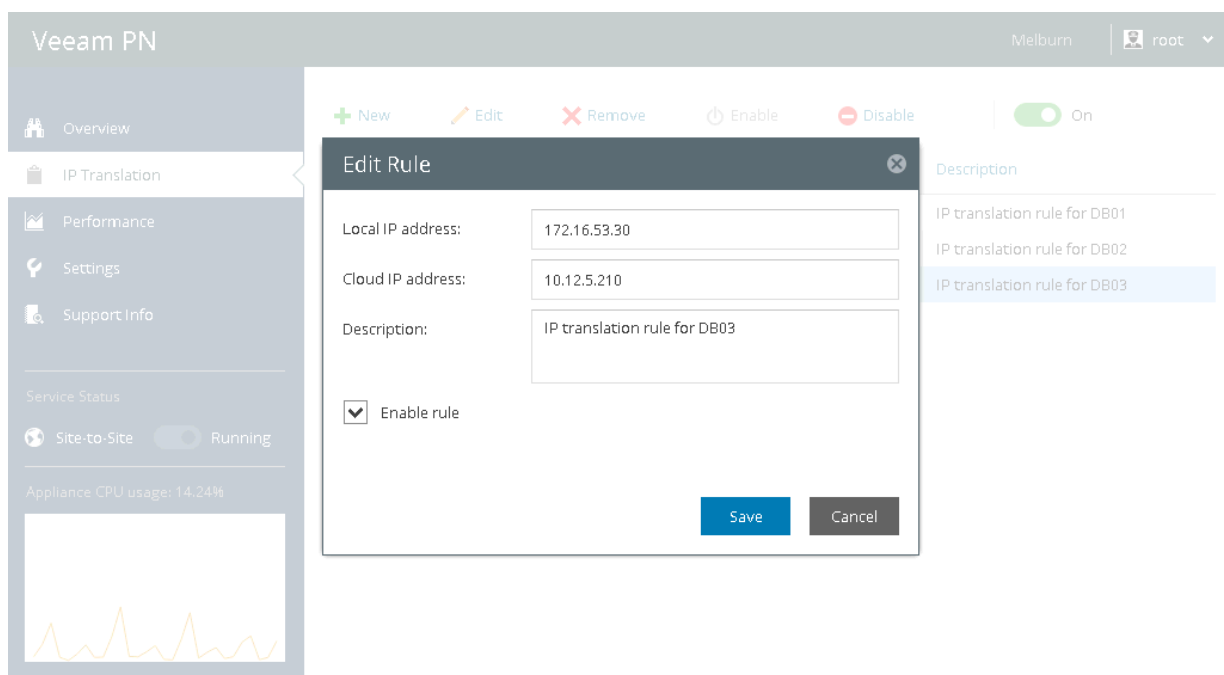 Veeam PN
Melburn root
New Edit Remove Enable Disable On
Overview
IP Translation
Performance
Settings
Support Info
Service Status
Site-to-Site Running
Appliance CPU usage: 14.24%
Edit Rule
Local IP address: 172.16.53.30
Cloud IP address: 10.12.5.210
Description: IP translation rule for DB03
Enable rule
Save Cancel
Description
IP translation rule for DB01
IP translation rule for DB02
IP translation rule for DB03